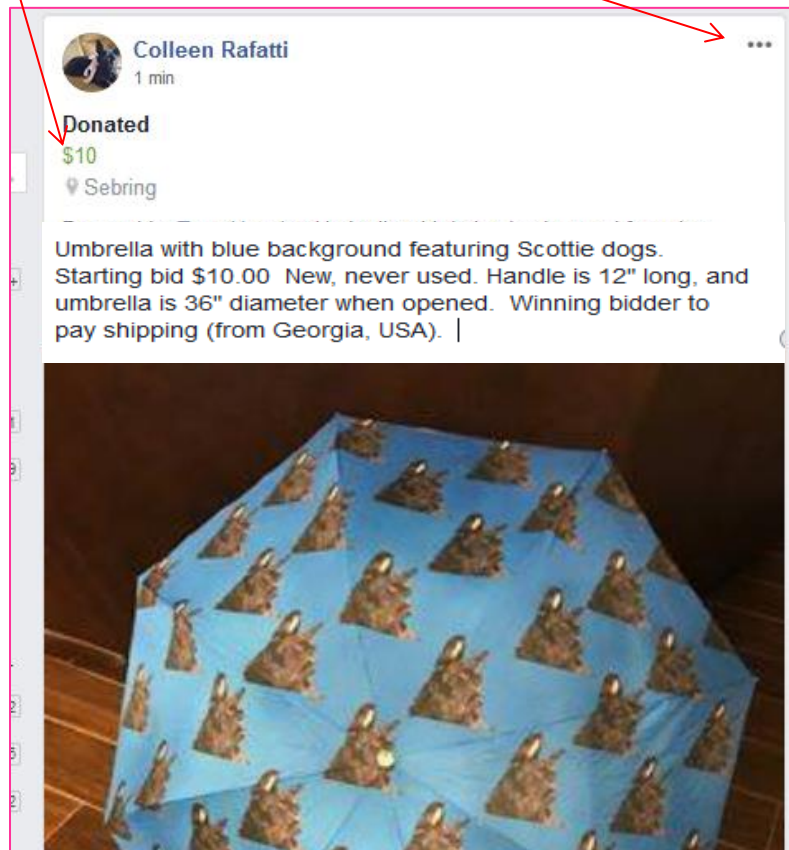 Colleen Rafatti
1 min
Donated
$10
Sebring
Umbrella with blue background featuring Scottie dogs.
Starting bid $10.00  New, never used. Handle is 12" long, and
umbrella is 36" diameter when opened.  Winning bidder to
pay shipping (from Georgia, USA).